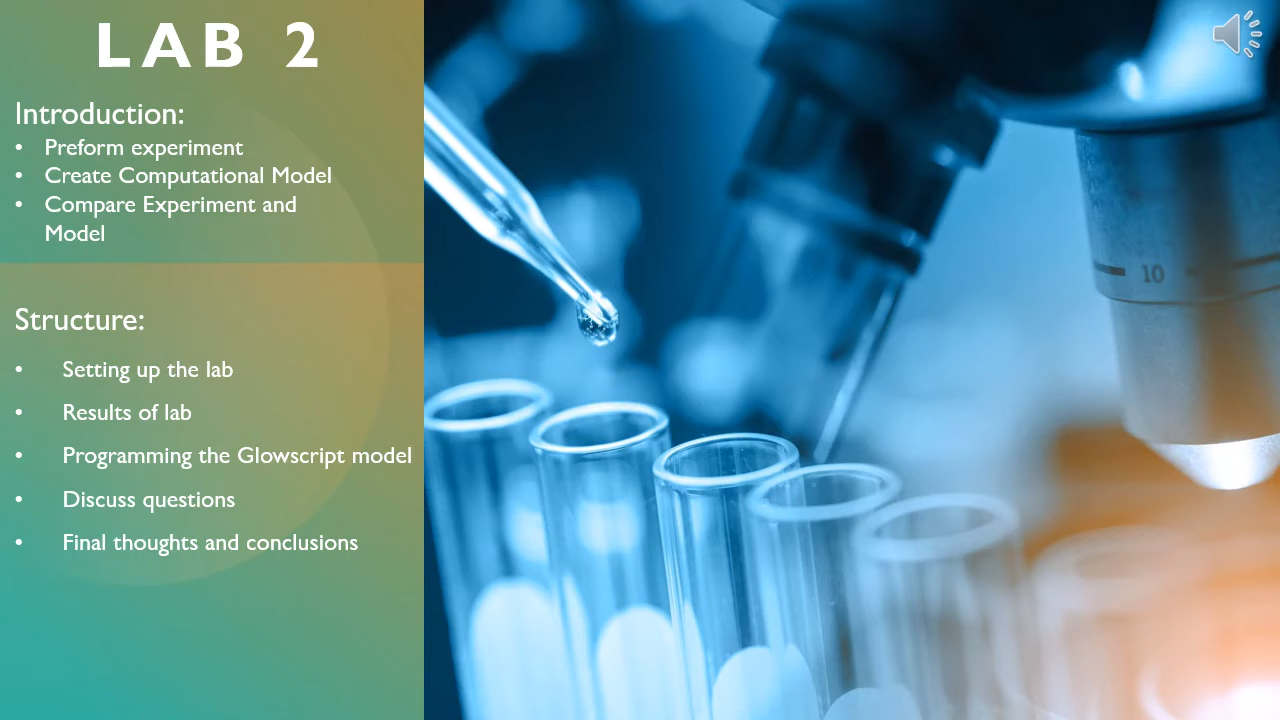 LAB 2
Introduction:
• Preform experiment
• Create Computational Model
• Compare Experiment and
Model
Structure:
• Setting up the lab
• Results of lab
• Programming the Glowscript model
• Discuss questions
• Final thoughts and conclusions
10